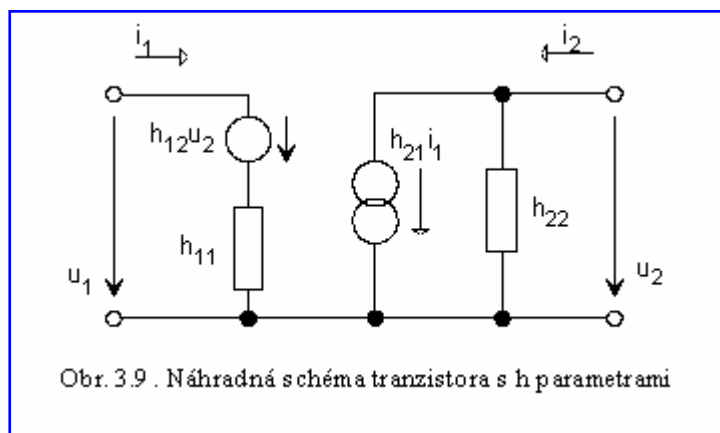 i1
i2
h12u2
h21i1
h11
h22
u1
u2
Obr. 3.9 . Náhradná schéma tranzistora s h parametrami